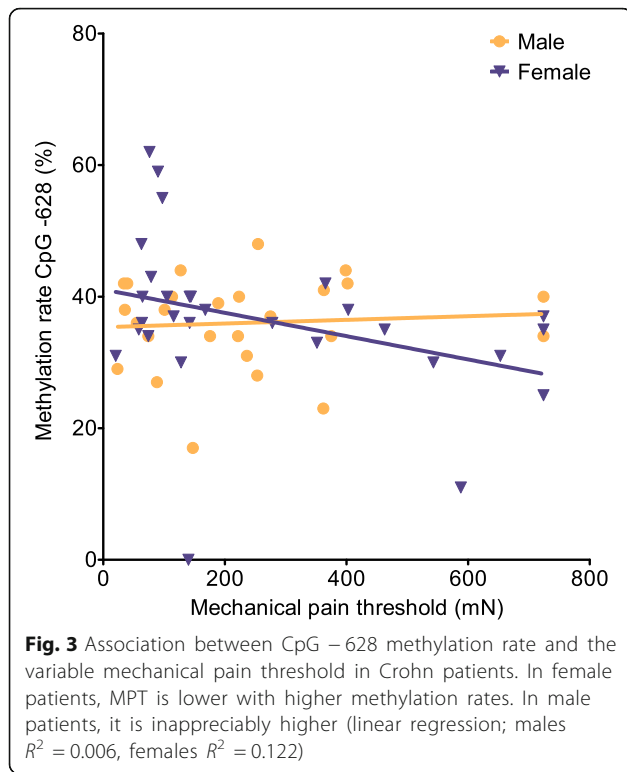 80
Male
Female
60
40
20
0
0 200 400 600 800
Methylation rate CpG -628 (%)
Mechanical pain threshold (mN)
Fig. 3 Association between CpG − 628 methylation rate and the
variable mechanical pain threshold in Crohn patients. In female
patients, MPT is lower with higher methylation rates. In male
patients, it is inappreciably higher (linear regression; males
R² = 0.006, females R² = 0.122)